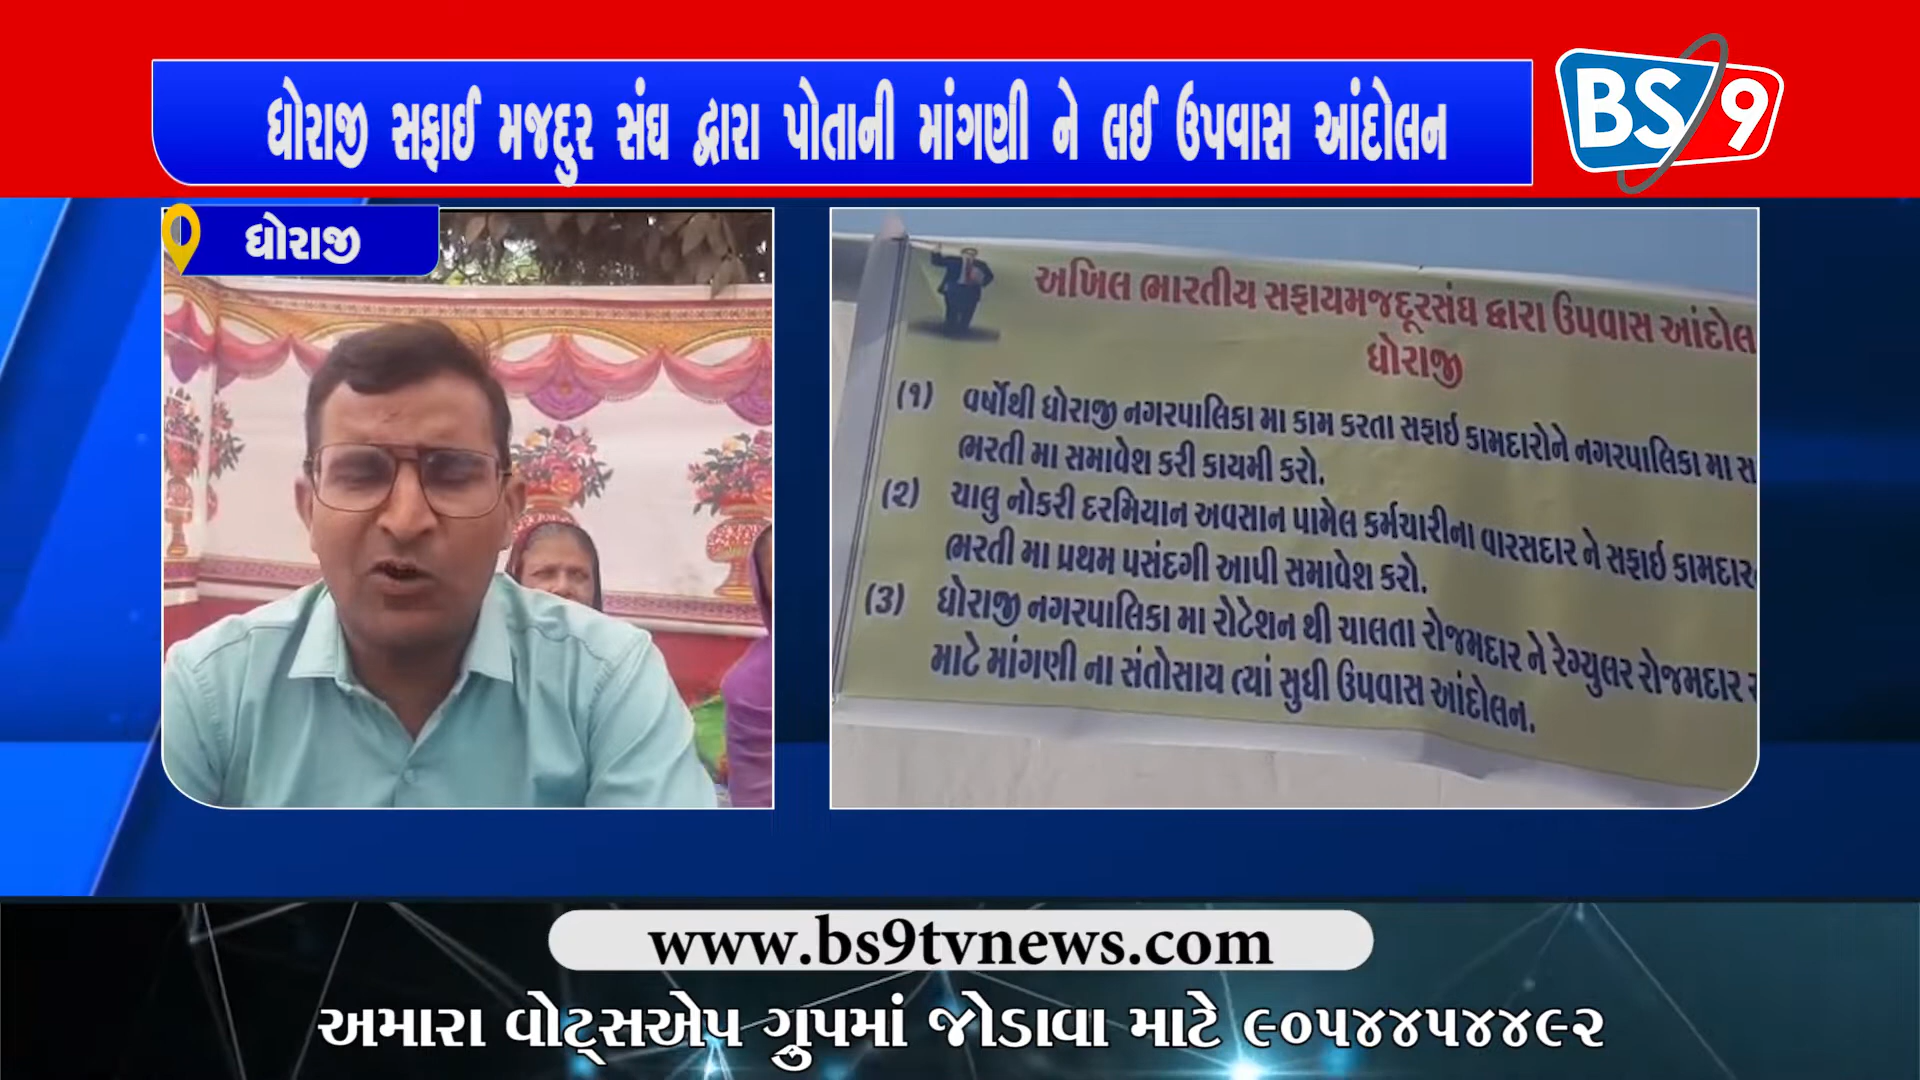 ધોરાજી સફાઈ મજદુર સંઘ દ્વારા પોતાની માંગણી ને લઈ ઉપવાસ આંદોલન
BS9
ધોરાજી
અખિલ ભારતીય સફાયમજદૂરસંઘ દ્વારા ઉપવાસ આંદોલ
ધોરાજી
(૧) વર્ષોથી ધોરાજી નગરપાલિકા મા કામ કરતા સફાઇ કામદારોને નગરપાલિકા મા
ભરતી મા સમાવેશ કરી કાયમી કરો.
(૨) ચાલુ નોકરી દરમિયાન અવસાન પામેલ કર્મચારીના વારસદાર ને સફાઇ કામદાર
ભરતી મા પ્રથમ પસંદગી આપી સમાવેશ કરો.
(૩) ધોરાજી નગરપાલિકા મા રોટેશન થી ચાલતા રોજમદાર ને રેગ્યુલર રોજમદાર
માટે માંગણી ના સંતોસાય ત્યાં સુધી ઉપવાસ આંદોલન.
www.bs9tvnews.com
અમારા વોટ્સએપ ગ્રુપમાં જોડાવા માટે ૯૦૫૪૪૫૪૪૯૨